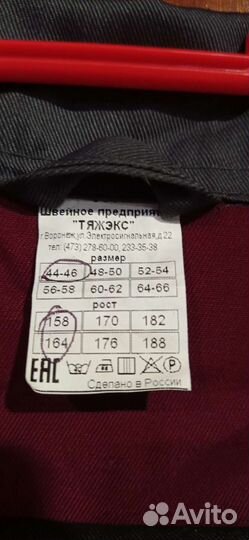 Швейное предприят
"ТЯЖЭКС"
г.Воронеж,ул.Электросигнальная,д.22
тел: (473) 278-60-00, 233-35-38
размер
44-46 48-50 52-54
56-58 60-62 64-66
рост
158 170 182
164 176 188
EAC
Сделано в России
Avito